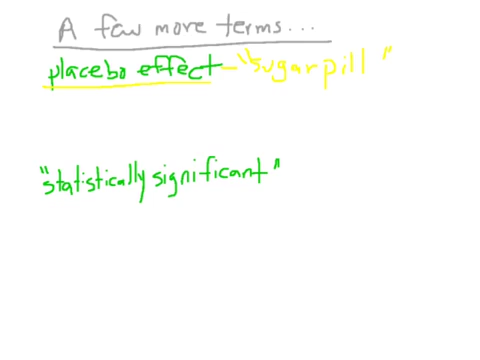 A few more terms...
placebo effect - "sugar pill"
"statistically significant"